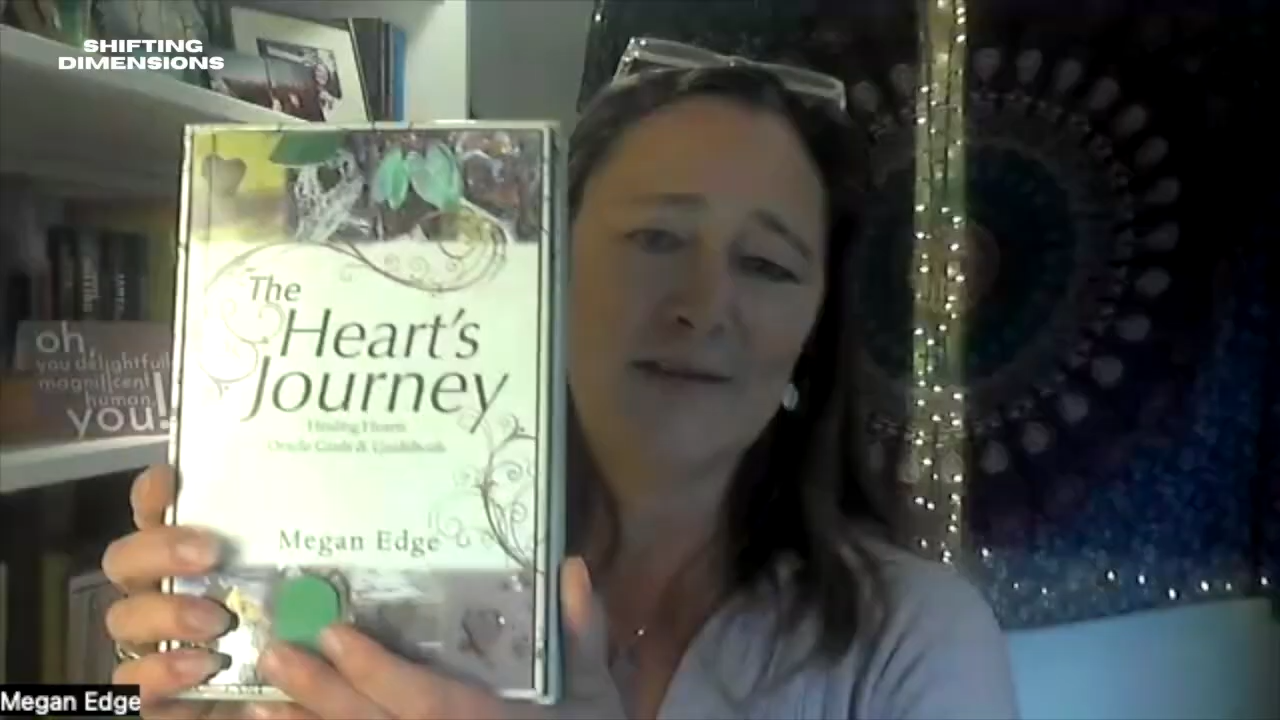 SHIFTING
DIMENSIONS
The
Heart's
Journey
Healing Hearts
Oracle Cards & Guidebook
Megan Edge
oh,
you delightful
magnificent
human,
you!
Megan Edge